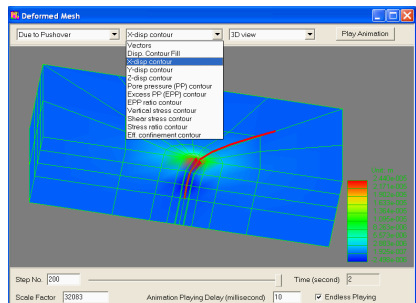 Deformed Mesh
Due to Pushover
X-disp contour
3D view
Play Animation
Vectors
Disp. Contour Fill
X-disp contour
Y-disp contour
Z-disp contour
Pore pressure (PP) contour
Excess PP (EPP) contour
EPP ratio contour
Vertical stress contour
Shear stress contour
Stress ratio contour
Eff. confinement contour
Step No. 200
Time (second) 2
Scale Factor 32083
Animation Playing Delay (millisecond) 10
Endless Playing